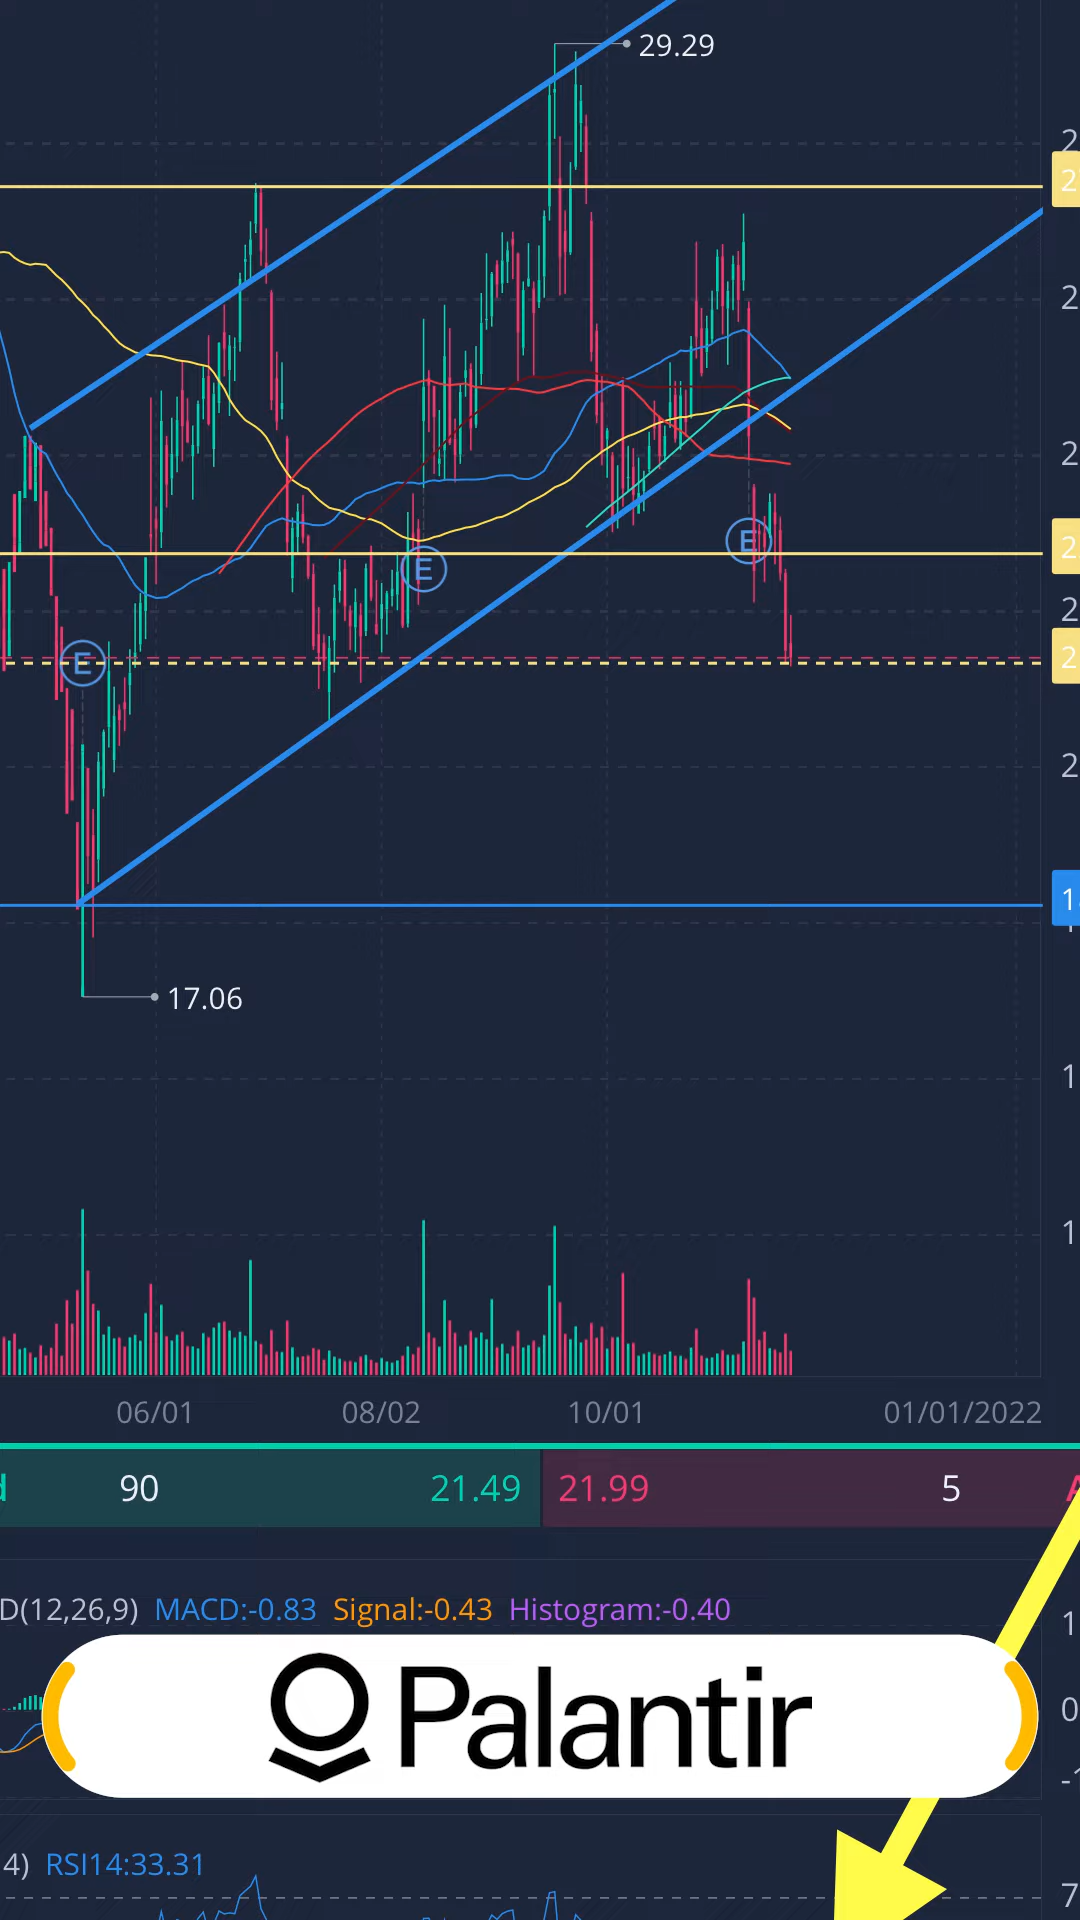 29.29
E
E
E
17.06
06/01 08/02 10/01 01/01/2022
90 21.49 21.99 5
D(12,26,9) MACD:-0.83 Signal:-0.43 Histogram:-0.40
Palantir
4) RSI14:33.31